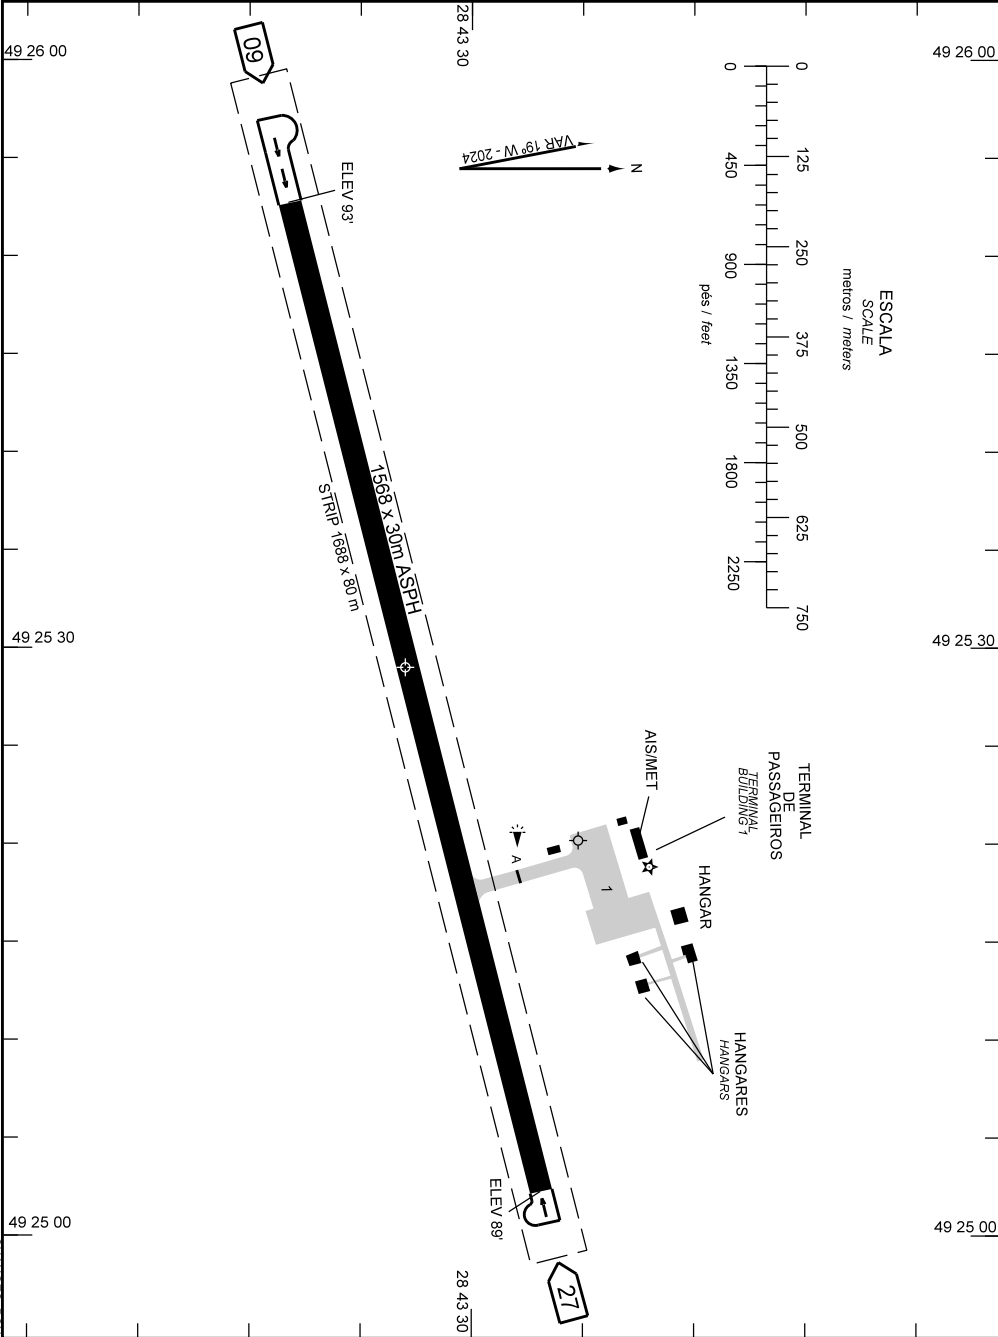 49 26 00
28 43 30
49 26 00
09
VAR 19º W - 2024
N
ELEV 93'
ESCALA
SCALE
metros / meters
0 125 250 375 500 625 750
0 450 900 1350 1800 2250
pés / feet
1568 x 30m ASPH
STRIP 1688 x 80 m
49 25 30
49 25 30
TERMINAL
DE
PASSAGEIROS
TERMINAL
BUILDING 1
AIS/MET
HANGAR
A
1
HANGARES
HANGARS
ELEV 89'
27
49 25 00
28 43 30
49 25 00